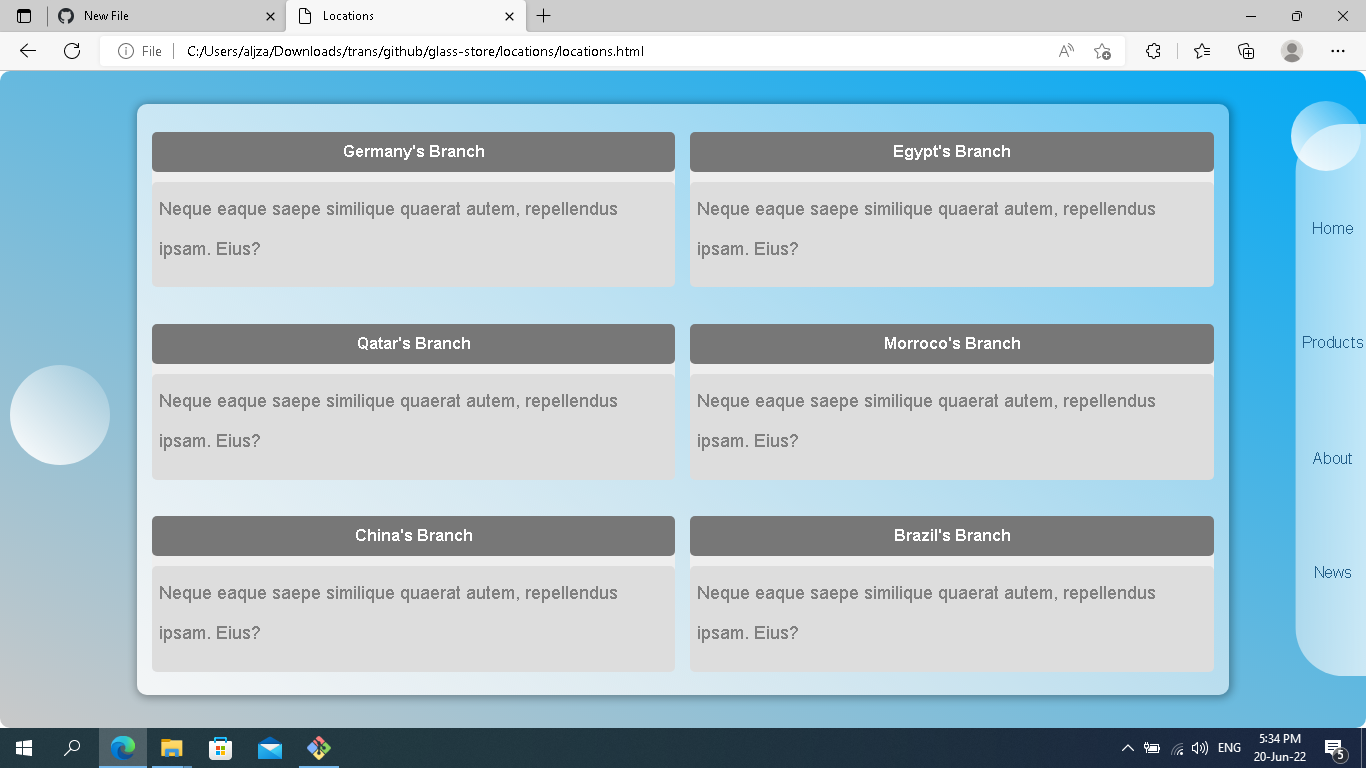 New File
Locations
File
C:/Users/aljza/Downloads/trans/github/glass-store/locations/locations.html
Germany's Branch
Neque eaque saepe similique quaerat autem, repellendus
ipsam. Eius?
Egypt's Branch
Neque eaque saepe similique quaerat autem, repellendus
ipsam. Eius?
Qatar's Branch
Neque eaque saepe similique quaerat autem, repellendus
ipsam. Eius?
Morroco's Branch
Neque eaque saepe similique quaerat autem, repellendus
ipsam. Eius?
China's Branch
Neque eaque saepe similique quaerat autem, repellendus
ipsam. Eius?
Brazil's Branch
Neque eaque saepe similique quaerat autem, repellendus
ipsam. Eius?
Home
Products
About
News
ENG
5:34 PM
20-Jun-22
5